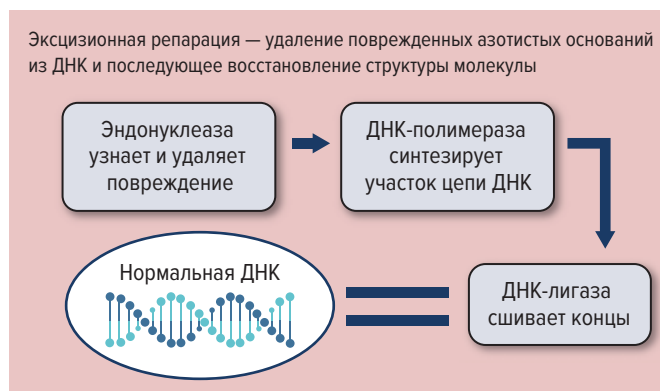 Эксцизионная репарация — удаление поврежденных азотистых оснований
из ДНК и последующее восстановление структуры молекулы
Эндонуклеаза
узнает и удаляет
повреждение
ДНК-полимераза
синтезирует
участок цепи ДНК
ДНК-лигаза
сшивает концы
Нормальная ДНК